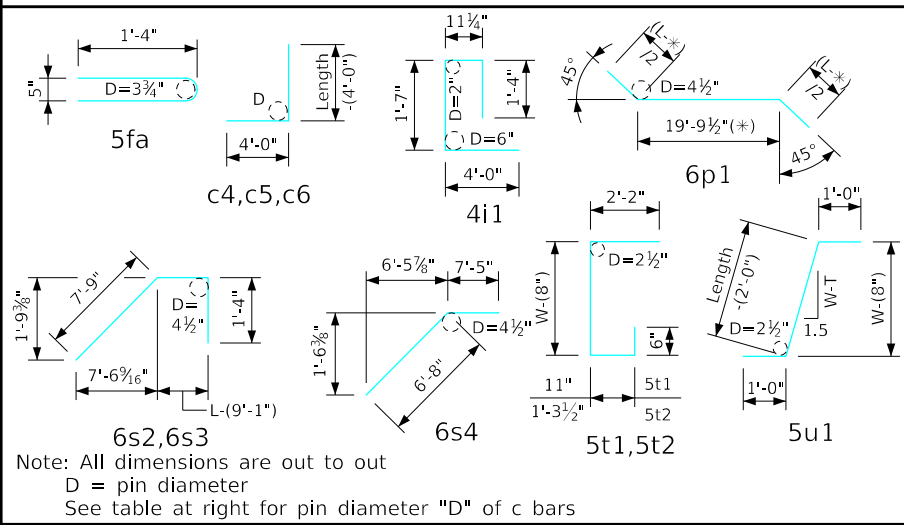 1'-4"
5"
D=3¾"
5fa
D
Length
-(4'-0")
4'-0"
c4,c5,c6
11¼"
1'-7"
D=2"
1'-4"
D=6"
4'-0"
4i1
45°
(L-✳)
/2
D=4½"
(L-✳)
/2
19'-9½"(✳)
45°
6p1
1'-9⅜"
7'-9"
D=
4½"
1'-4"
7'-6⁹⁄₁₆"
L-(9'-1")
6s2,6s3
6'-5⅞"
7'-5"
1'-6⅜"
D=4½"
6'-8"
6s4
2'-2"
W-(8")
D=2½"
6"
11"
5t1
1'-3½"
5t2
5t1,5t2
1'-0"
Length
-(2'-0")
D=2½"
W-T
1.5
W-(8")
1'-0"
5u1
Note: All dimensions are out to out
D = pin diameter
See table at right for pin diameter "D" of c bars